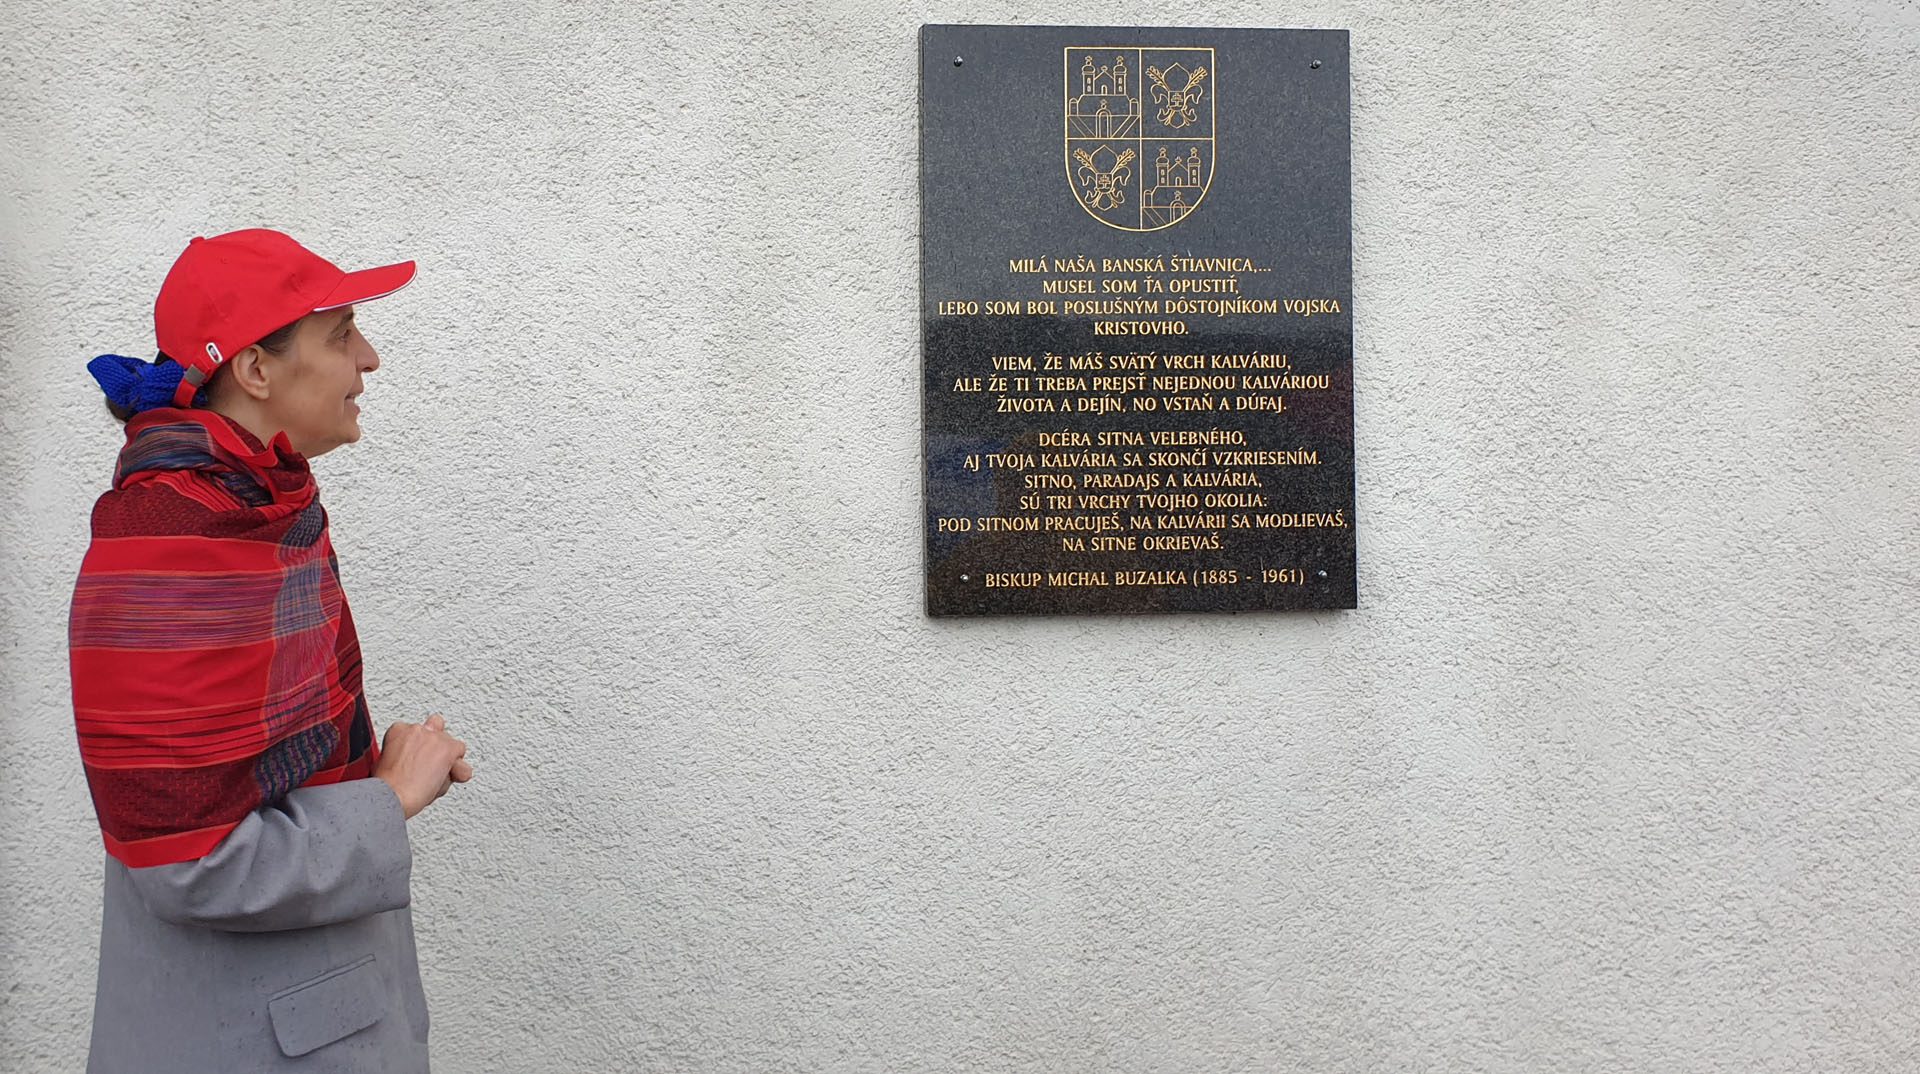 MILÁ NAŠA BANSKÁ ŠTIAVNICA,...
MUSEL SOM ŤA OPUSTIŤ,
LEBO SOM BOL POSLUŠNÝM DÔSTOJNÍKOM VOJSKA
KRISTOVHO.
VIEM, ŽE MÁŠ SVÄTÝ VRCH KALVÁRIU,
ALE ŽE TI TREBA PREJSŤ NEJEDNOU KALVÁRIOU
ŽIVOTA A DEJÍN, NO VSTAŇ A DÚFAJ.
DCÉRA SITNA VELEBNÉHO,
AJ TVOJA KALVÁRIA SA SKONČÍ VZKRIESENÍM.
SITNO, PARADAJS A KALVÁRIA,
SÚ TRI VRCHY TVOJHO OKOLIA:
POD SITNOM PRACUJEŠ, NA KALVÁRII SA MODLIEVAŠ,
NA SITNE OKRIEVAŠ.
BISKUP MICHAL BUZALKA (1885 - 1961)